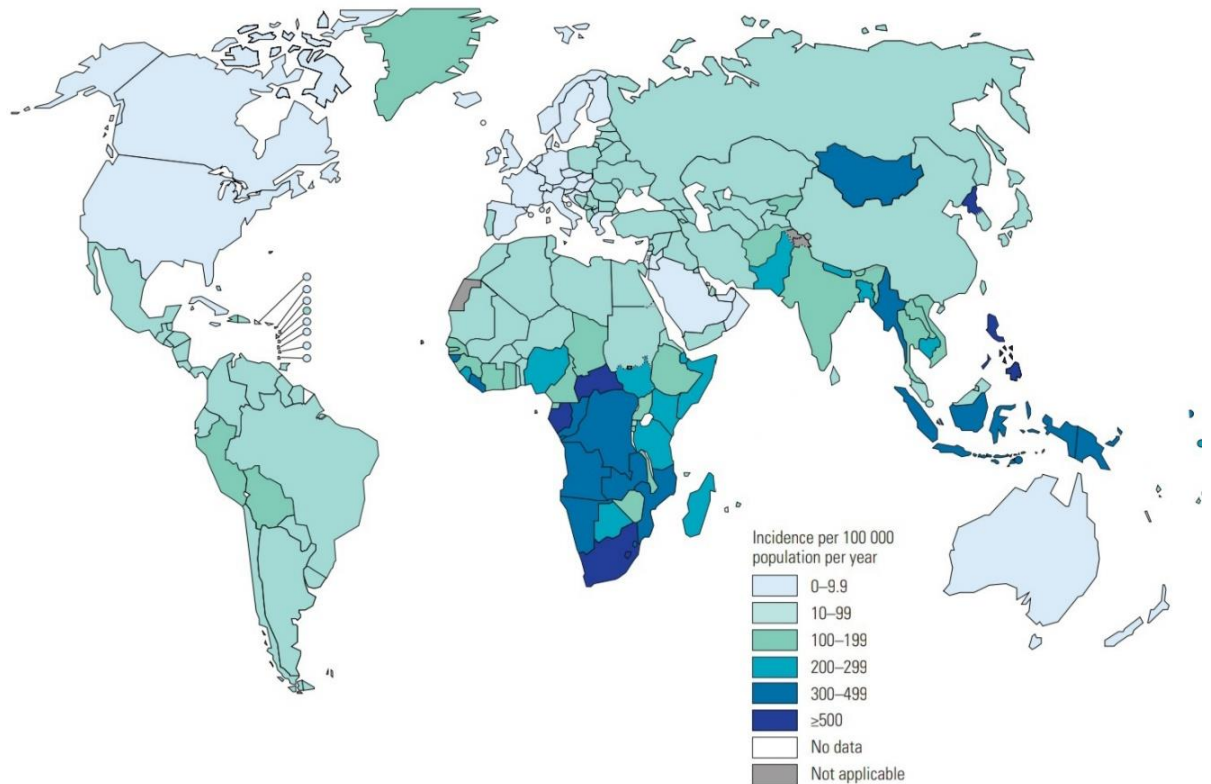 Incidence per 100 000
population per year
0–9.9
10–99
100–199
200–299
300–499
≥500
No data
Not applicable